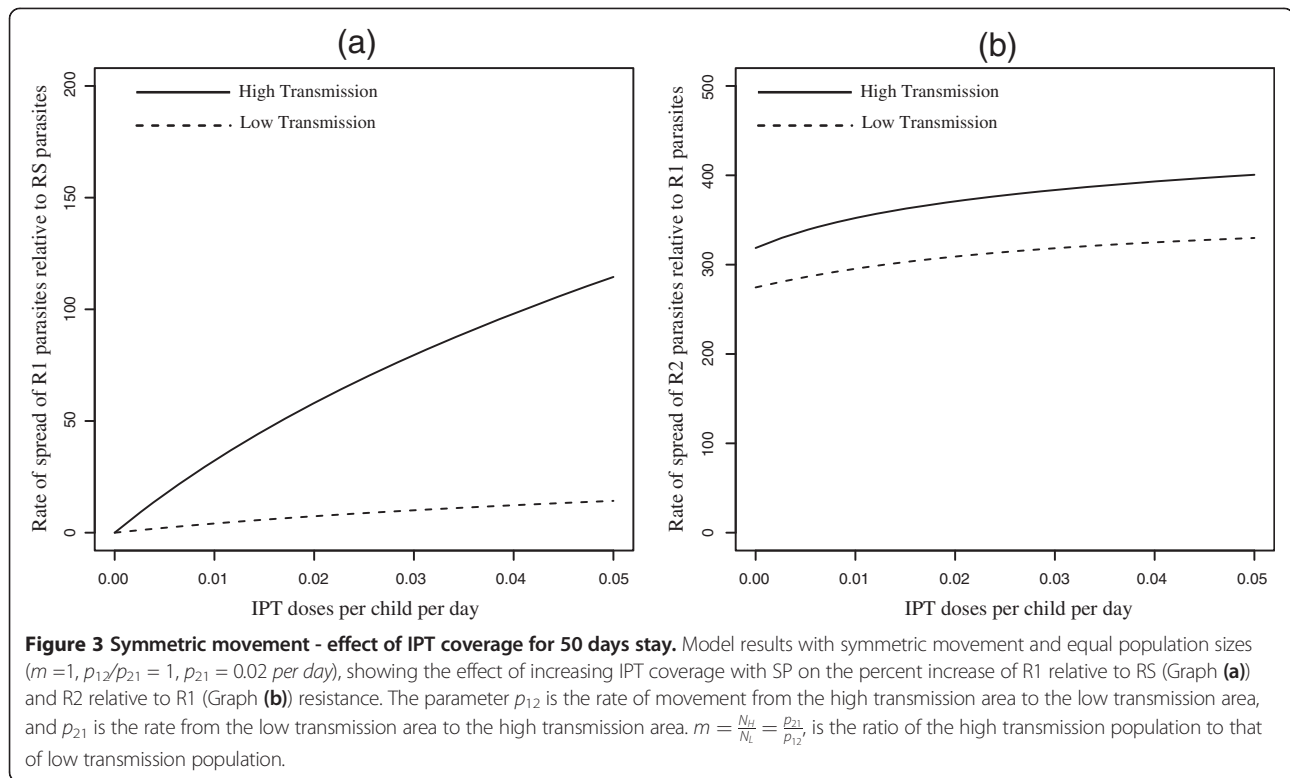 (a)
200
150
100
50
0
Rate of spread of R1 parasites relative to RS parasites
High Transmission
Low Transmission
0.00 0.01 0.02 0.03 0.04 0.05
IPT doses per child per day
(b)
500
400
300
200
100
0
Rate of spread of R2 parasites relative to R1 parasites
High Transmission
Low Transmission
0.00 0.01 0.02 0.03 0.04 0.05
IPT doses per child per day
Figure 3 Symmetric movement - effect of IPT coverage for 50 days stay. Model results with symmetric movement and equal population sizes
(m =1, p12/p21 = 1, p21 = 0.02 per day), showing the effect of increasing IPT coverage with SP on the percent increase of R1 relative to RS (Graph (a))
and R2 relative to R1 (Graph (b)) resistance. The parameter p12 is the rate of movement from the high transmission area to the low transmission area,
and p21 is the rate from the low transmission area to the high transmission area. m = N_H/N_L = p21/p12, is the ratio of the high transmission population to that
of low transmission population.